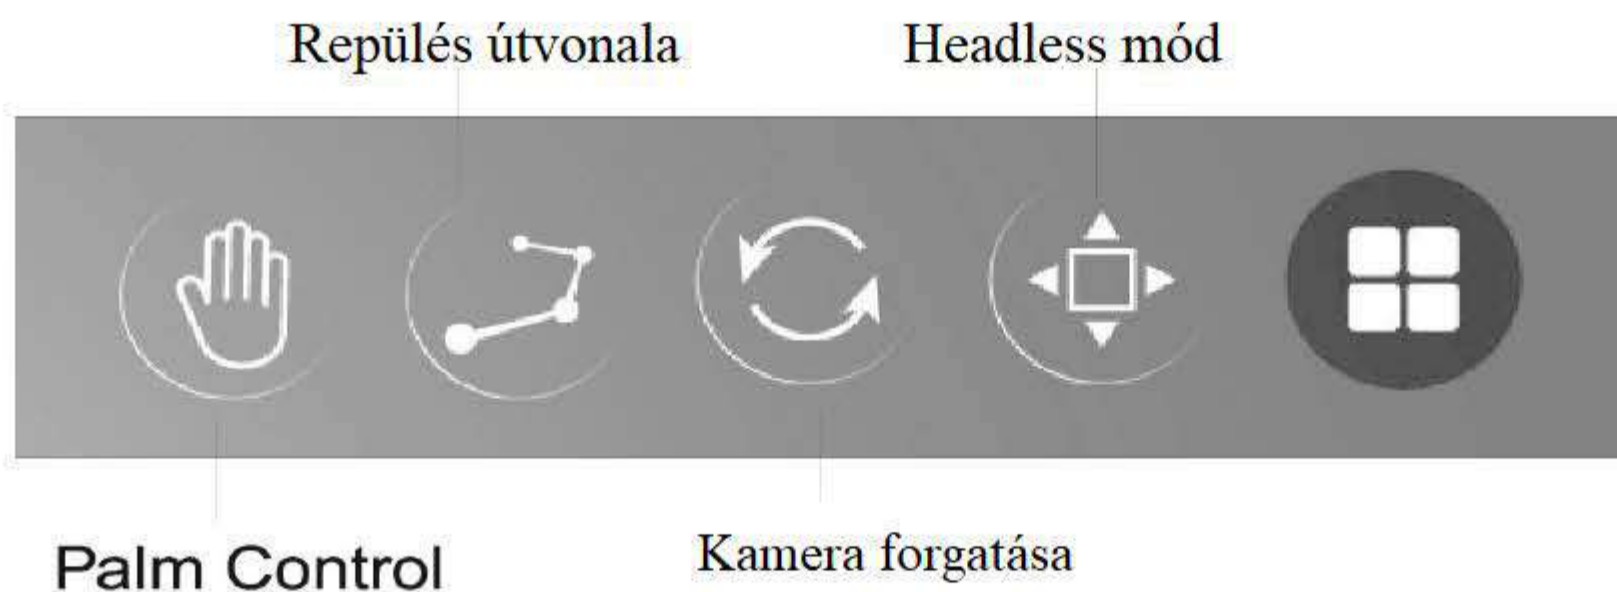 Repülés útvonala
Headless mód
Palm Control
Kamera forgatása